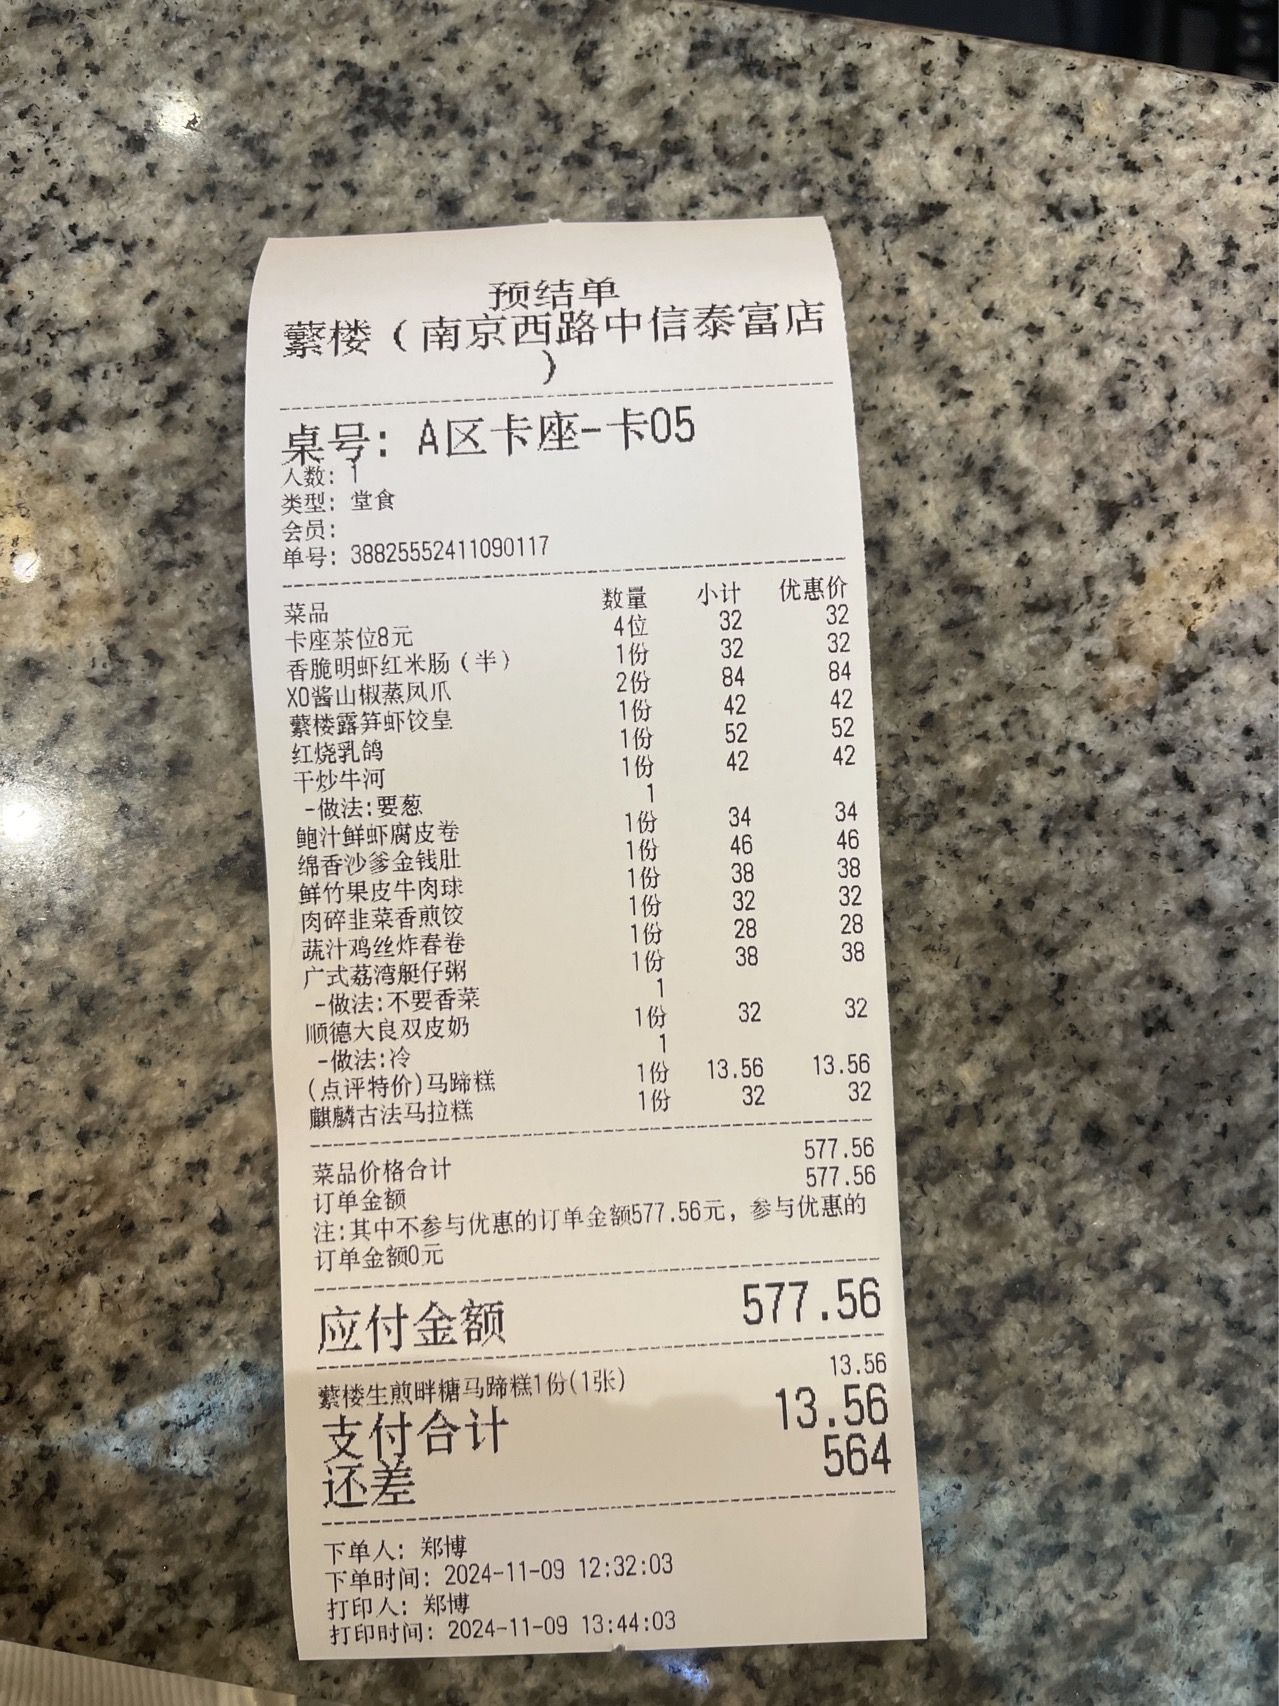 预结单
蘩楼（南京西路中信泰富店
）
桌号: A区卡座-卡05
人数: 1
类型: 堂食
会员:
单号: 38825552411090117
菜品 数量 小计 优惠价
卡座茶位8元 4位 32 32
香脆明虾红米肠（半） 1份 32 32
XO酱山椒蒸凤爪 2份 84 84
蘩楼露笋虾饺皇 1份 42 42
红烧乳鸽 1份 52 52
干炒牛河 1份 42 42
-做法:要葱 1
鲍汁鲜虾腐皮卷 1份 34 34
绵香沙爹金钱肚 1份 46 46
鲜竹果皮牛肉球 1份 38 38
肉碎韭菜香煎饺 1份 32 32
蔬汁鸡丝炸春卷 1份 28 28
广式荔湾艇仔粥 1份 38 38
-做法:不要香菜 1
顺德大良双皮奶 1份 32 32
-做法:冷 1
(点评特价)马蹄糕 1份 13.56 13.56
麒麟古法马拉糕 1份 32 32
菜品价格合计 577.56
订单金额 577.56
注:其中不参与优惠的订单金额577.56元, 参与优惠的
订单金额0元
应付金额 577.56
蘩楼生煎畔糖马蹄糕1份(1张) 13.56
支付合计 13.56
还差 564
下单人: 郑博
下单时间: 2024-11-09 12:32:03
打印人: 郑博
打印时间: 2024-11-09 13:44:03